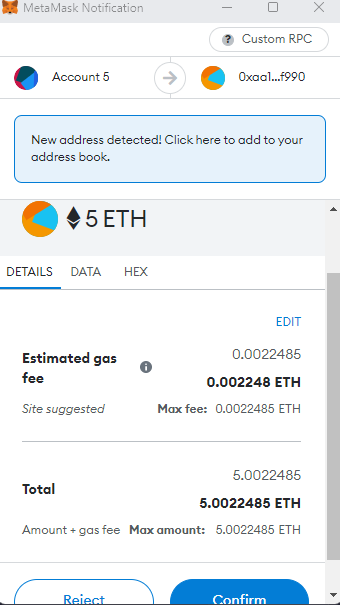 MetaMask Notification
Custom RPC
Account 5
0xaa1...f990
New address detected! Click here to add to your
address book.
5 ETH
DETAILS DATA HEX
EDIT
Estimated gas
fee
0.0022485
0.002248 ETH
Site suggested
Max fee: 0.0022485 ETH
5.0022485
Total
5.0022485 ETH
Amount + gas fee Max amount: 5.0022485 ETH
Reject
Confirm